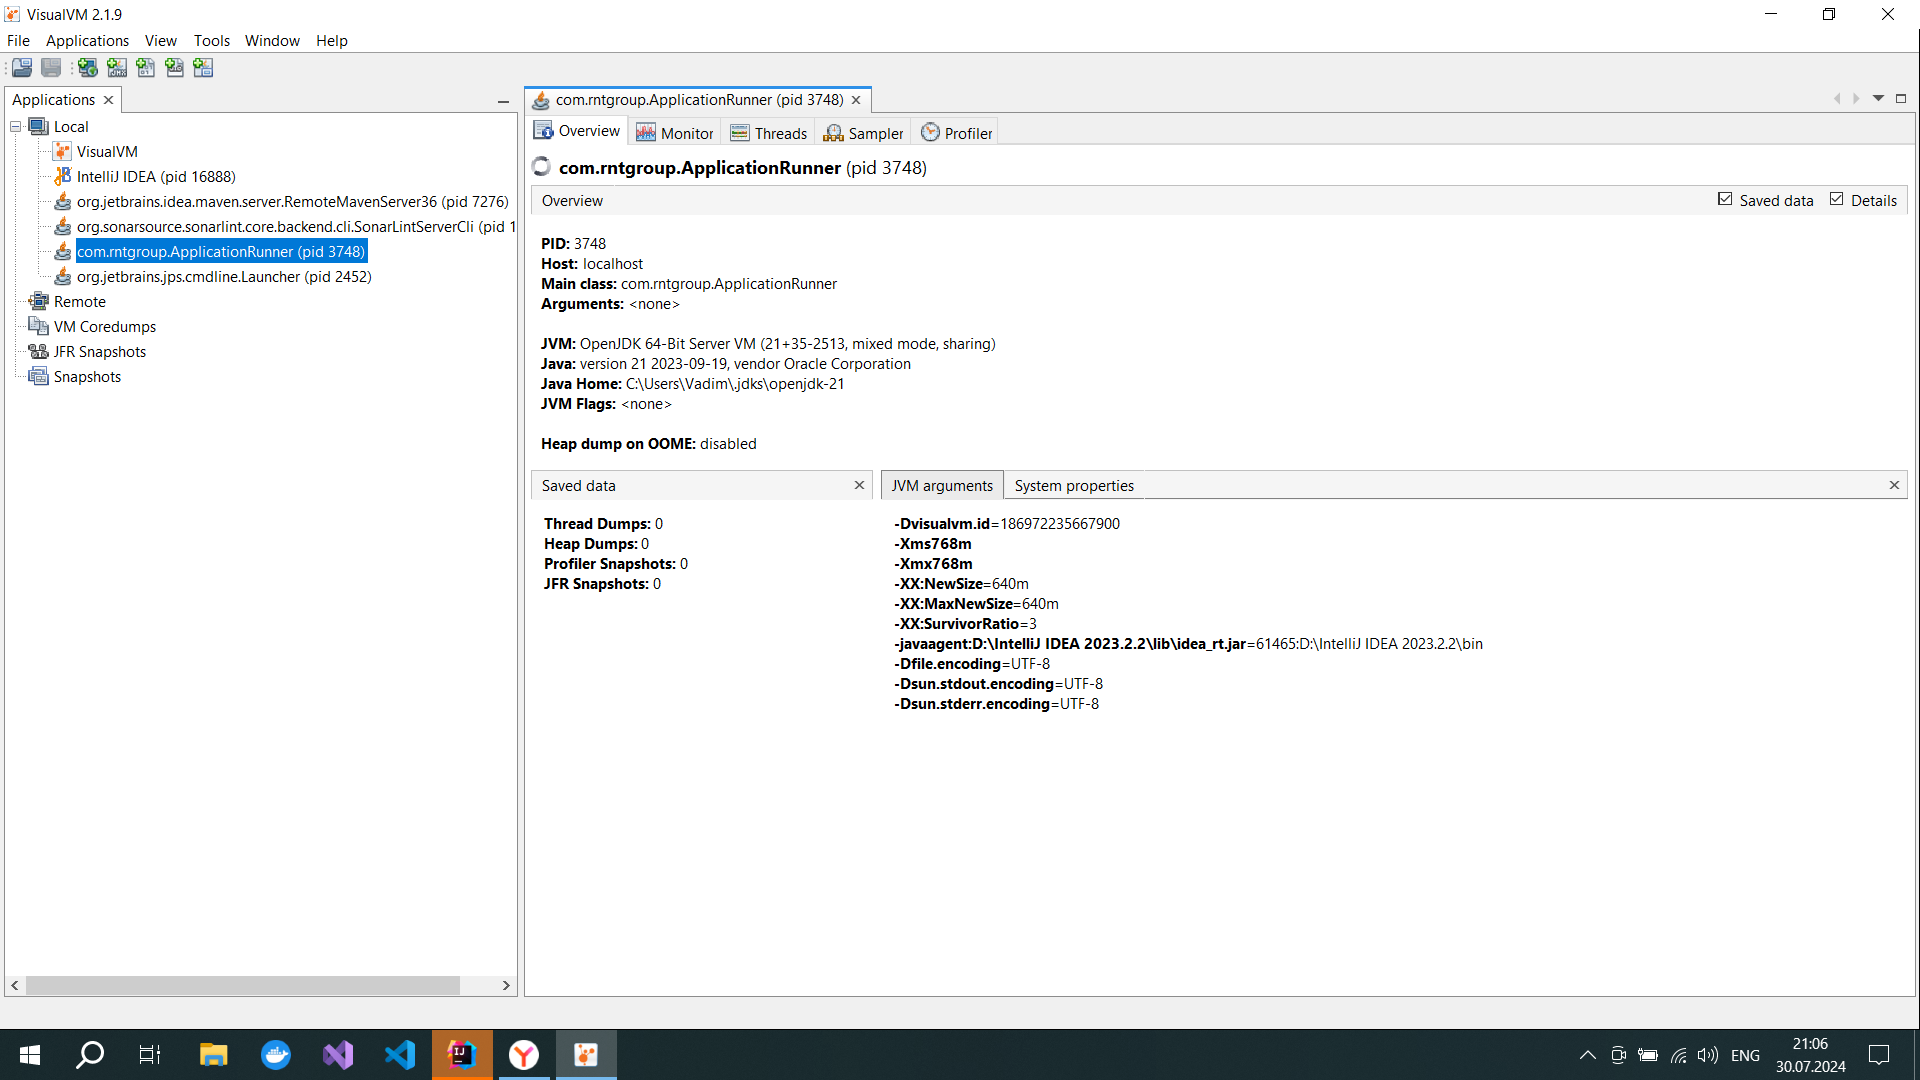 VisualVM 2.1.9
File Applications View Tools Window Help
Applications
Local
VisualVM
IntelliJ IDEA (pid 16888)
org.jetbrains.idea.maven.server.RemoteMavenServer36 (pid 7276)
org.sonarsource.sonarlint.core.backend.cli.SonarLintServerCli (pid 1
com.rntgroup.ApplicationRunner (pid 3748)
org.jetbrains.jps.cmdline.Launcher (pid 2452)
Remote
VM Coredumps
JFR Snapshots
Snapshots
com.rntgroup.ApplicationRunner (pid 3748)
Overview Monitor Threads Sampler Profiler
com.rntgroup.ApplicationRunner (pid 3748)
Overview Saved data Details
PID: 3748
Host: localhost
Main class: com.rntgroup.ApplicationRunner
Arguments: <none>
JVM: OpenJDK 64-Bit Server VM (21+35-2513, mixed mode, sharing)
Java: version 21 2023-09-19, vendor Oracle Corporation
Java Home: C:\Users\Vadim\.jdks\openjdk-21
JVM Flags: <none>
Heap dump on OOME: disabled
Saved data
Thread Dumps: 0
Heap Dumps: 0
Profiler Snapshots: 0
JFR Snapshots: 0
JVM arguments System properties
-Dvisualvm.id=186972235667900
-Xms768m
-Xmx768m
-XX:NewSize=640m
-XX:MaxNewSize=640m
-XX:SurvivorRatio=3
-javaagent:D:\IntelliJ IDEA 2023.2.2\lib\idea_rt.jar=61465:D:\IntelliJ IDEA 2023.2.2\bin
-Dfile.encoding=UTF-8
-Dsun.stdout.encoding=UTF-8
-Dsun.stderr.encoding=UTF-8
ENG
21:06
30.07.2024